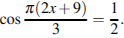 cos π(2x+9)/3 = 1/2.